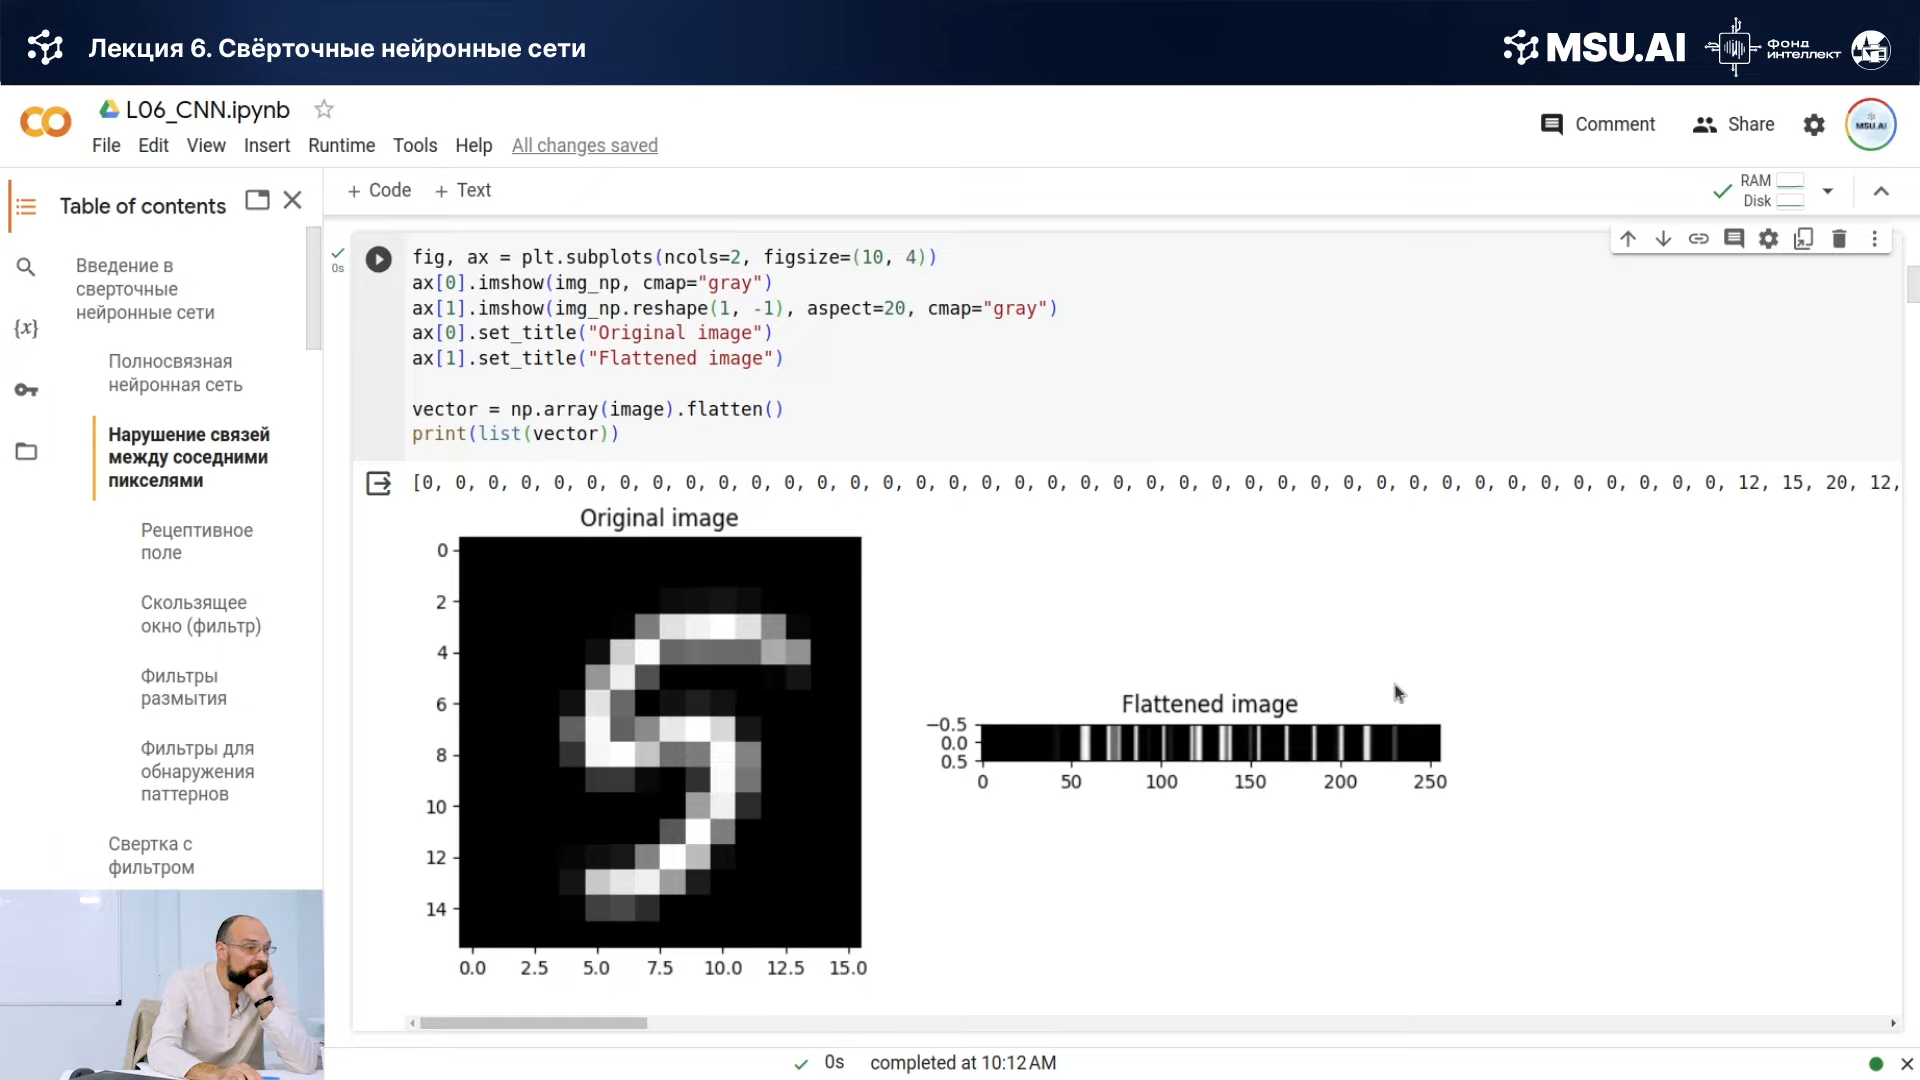 Лекция 6. Свёрточные нейронные сети
MSU.AI
ФОНД
ИНТЕЛЛЕКТ
L06_CNN.ipynb
File Edit View Insert Runtime Tools Help All changes saved
Comment
Share
MSU.AI
Table of contents
+ Code + Text
RAM
Disk
Введение в
сверточные
нейронные сети
Полносвязная
нейронная сеть
Нарушение связей
между соседними
пикселями
Рецептивное
поле
Скользящее
окно (фильтр)
Фильтры
размытия
Фильтры для
обнаружения
паттернов
Свертка с
фильтром
{x}
0s
fig, ax = plt.subplots(ncols=2, figsize=(10, 4))
ax[0].imshow(img_np, cmap="gray")
ax[1].imshow(img_np.reshape(1, -1), aspect=20, cmap="gray")
ax[0].set_title("Original image")
ax[1].set_title("Flattened image")
vector = np.array(image).flatten()
print(list(vector))
[0, 0, 0, 0, 0, 0, 0, 0, 0, 0, 0, 0, 0, 0, 0, 0, 0, 0, 0, 0, 0, 0, 0, 0, 0, 0, 0, 0, 0, 0, 0, 0, 0, 0, 0, 0, 0, 0, 0, 0, 12, 15, 20, 12,
Original image
0
2
4
6
8
10
12
14
0.0 2.5 5.0 7.5 10.0 12.5 15.0
Flattened image
−0.5
0.0
0.5
0 50 100 150 200 250
0s completed at 10:12 AM